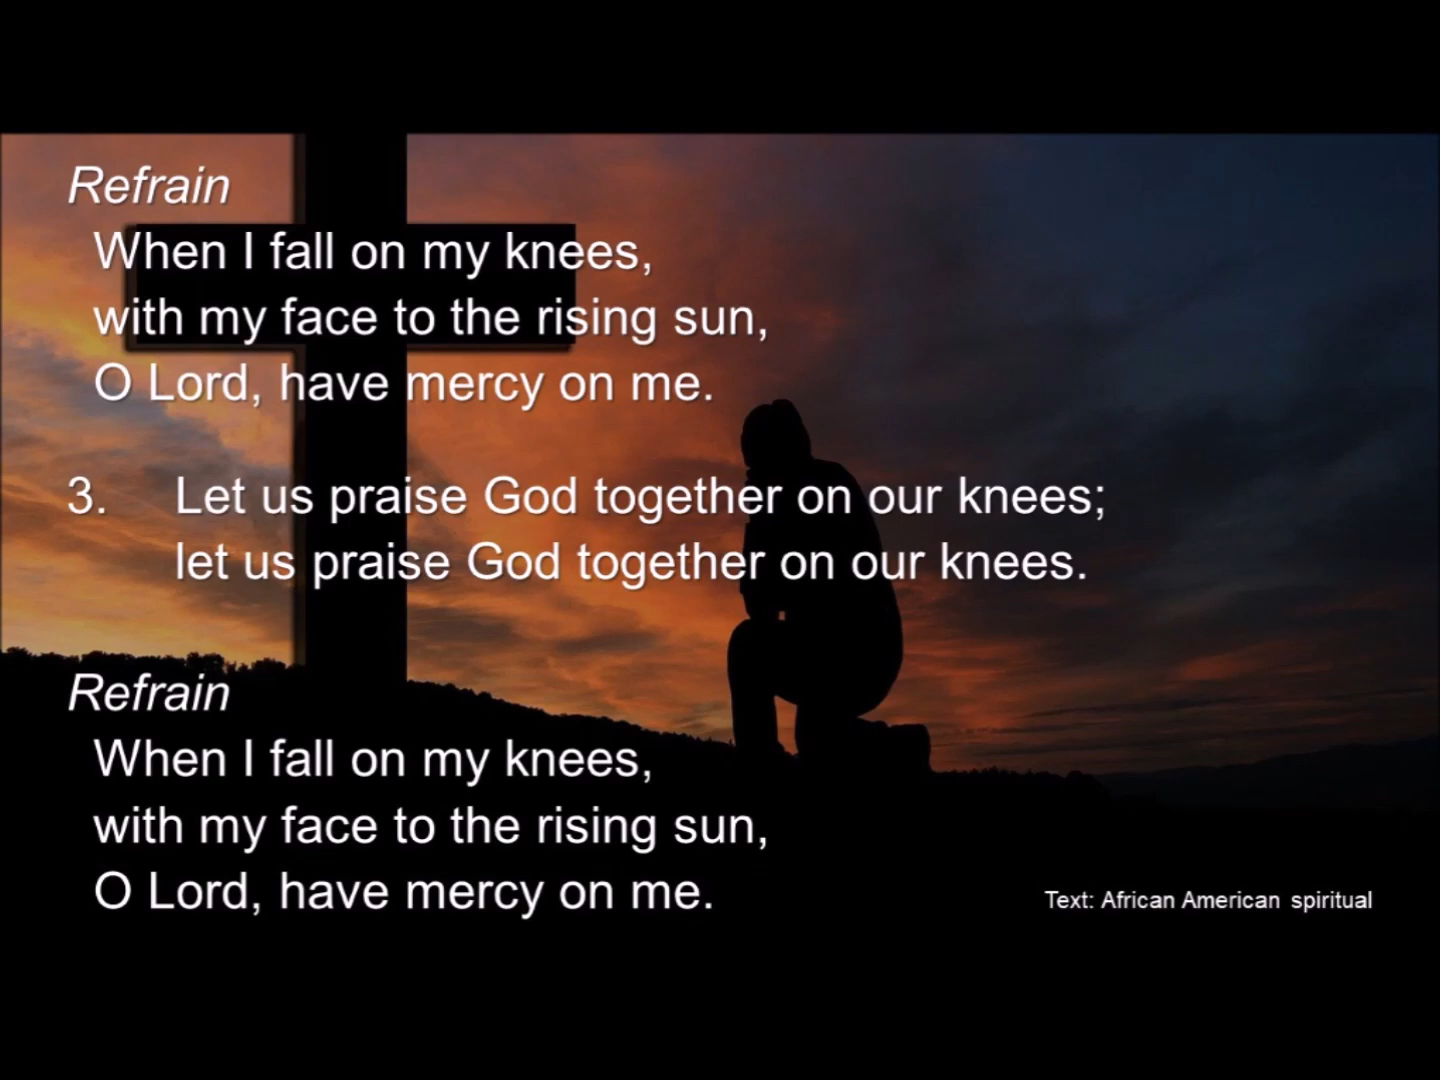 Refrain
When I fall on my knees,
with my face to the rising sun,
O Lord, have mercy on me.
3. Let us praise God together on our knees;
let us praise God together on our knees.
Refrain
When I fall on my knees,
with my face to the rising sun,
O Lord, have mercy on me.
Text: African American spiritual